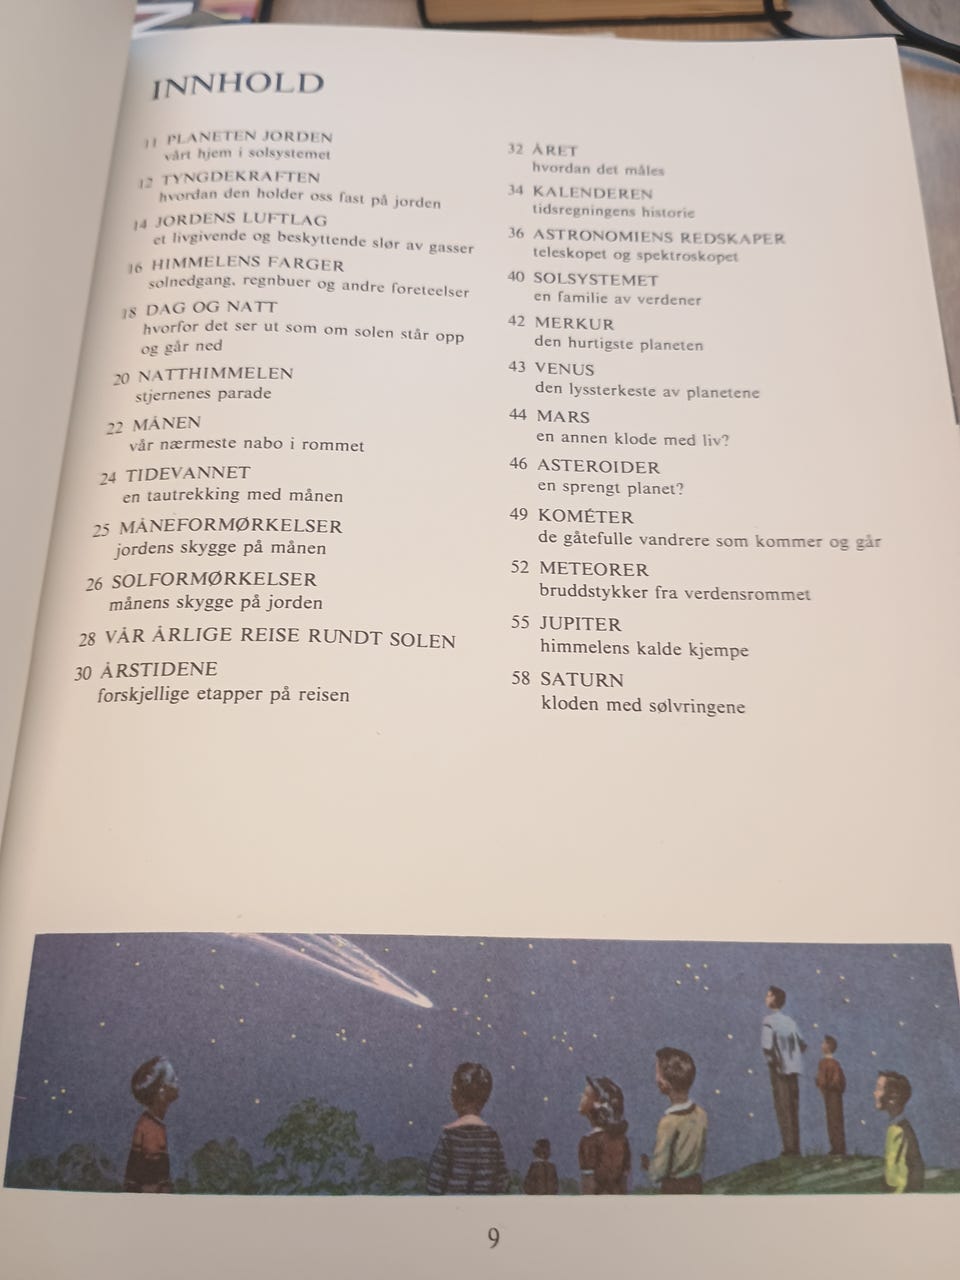 INNHOLD
11 PLANETEN JORDEN
vårt hjem i solsystemet
12 TYNGDEKRAFTEN
hvordan den holder oss fast på jorden
14 JORDENS LUFTLAG
et livgivende og beskyttende slør av gasser
16 HIMMELENS FARGER
solnedgang, regnbuer og andre foreteelser
18 DAG OG NATT
hvorfor det ser ut som om solen står opp
og går ned
20 NATTHIMMELEN
stjernenes parade
22 MÅNEN
vår nærmeste nabo i rommet
24 TIDEVANNET
en tautrekking med månen
25 MÅNEFORMØRKELSER
jordens skygge på månen
26 SOLFORMØRKELSER
månens skygge på jorden
28 VÅR ÅRLIGE REISE RUNDT SOLEN
30 ÅRSTIDENE
forskjellige etapper på reisen
32 ÅRET
hvordan det måles
34 KALENDEREN
tidsregningens historie
36 ASTRONOMIENS REDSKAPER
teleskopet og spektroskopet
40 SOLSYSTEMET
en familie av verdener
42 MERKUR
den hurtigste planeten
43 VENUS
den lyssterkeste av planetene
44 MARS
en annen klode med liv?
46 ASTEROIDER
en sprengt planet?
49 KOMÉTER
de gåtefulle vandrere som kommer og går
52 METEORER
bruddstykker fra verdensrommet
55 JUPITER
himmelens kalde kjempe
58 SATURN
kloden med sølvringene
9